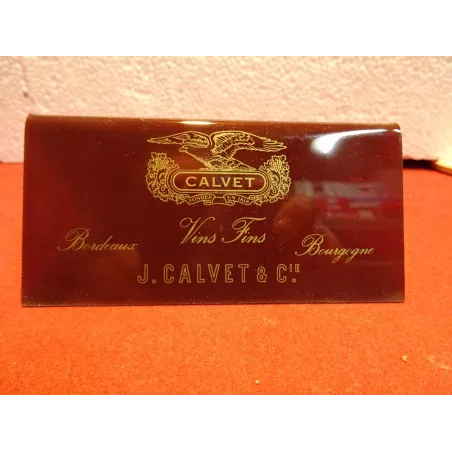 CALVET
Vins Fins
Bordeaux
Bourgogne
J. CALVET & CIE